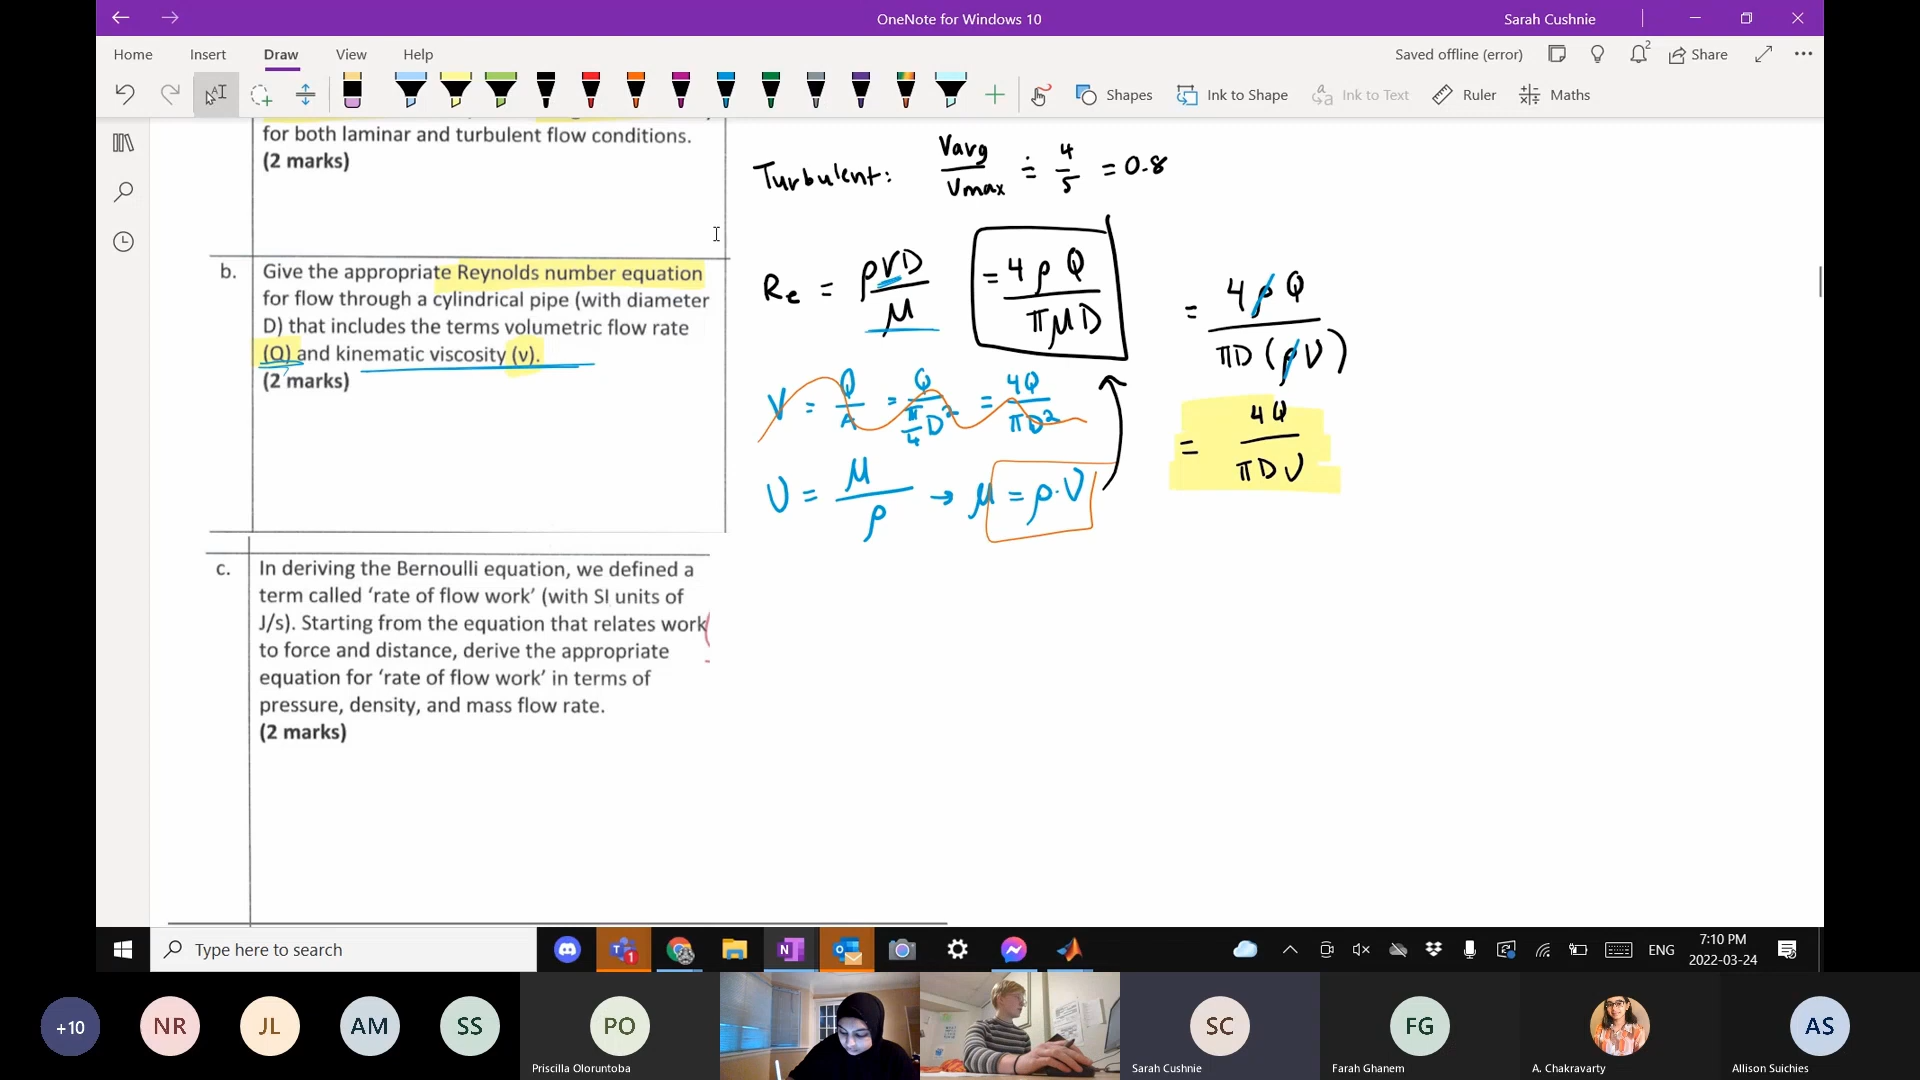 OneNote for Windows 10
Sarah Cushnie
Home Insert Draw View Help
Saved offline (error) 2 Share
Shapes Ink to Shape Ink to Text Ruler Maths
for both laminar and turbulent flow conditions.
(2 marks)
Turbulent: Vavg/Vmax ≐ 4/5 = 0.8
b. Give the appropriate Reynolds number equation
for flow through a cylindrical pipe (with diameter
D) that includes the terms volumetric flow rate
(Q) and kinematic viscosity (v).
(2 marks)
Re = ρVD/μ = 4ρQ/πμD
= 4ρQ/πD(ρν)
= 4Q/πDν
V = Q/A = Q/(π/4 D²) = 4Q/πD²
ν = μ/ρ → μ = ρ·ν
c. In deriving the Bernoulli equation, we defined a
term called ‘rate of flow work’ (with SI units of
J/s). Starting from the equation that relates work
to force and distance, derive the appropriate
equation for ‘rate of flow work’ in terms of
pressure, density, and mass flow rate.
(2 marks)
Type here to search
1
ENG
7:10 PM
2022-03-24
+10 NR JL AM SS PO SC FG AS
Priscilla Oloruntoba Sarah Cushnie Farah Ghanem A. Chakravarty Allison Suichies